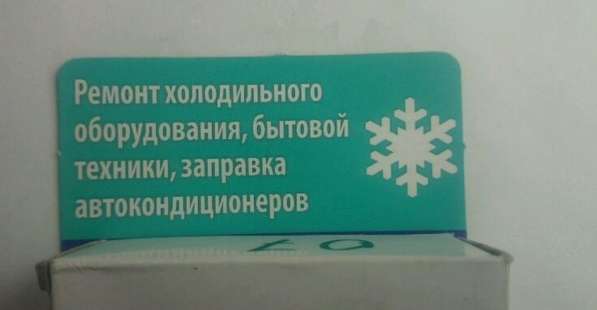 Ремонт холодильного
оборудования, бытовой
техники, заправка
автокондиционеров